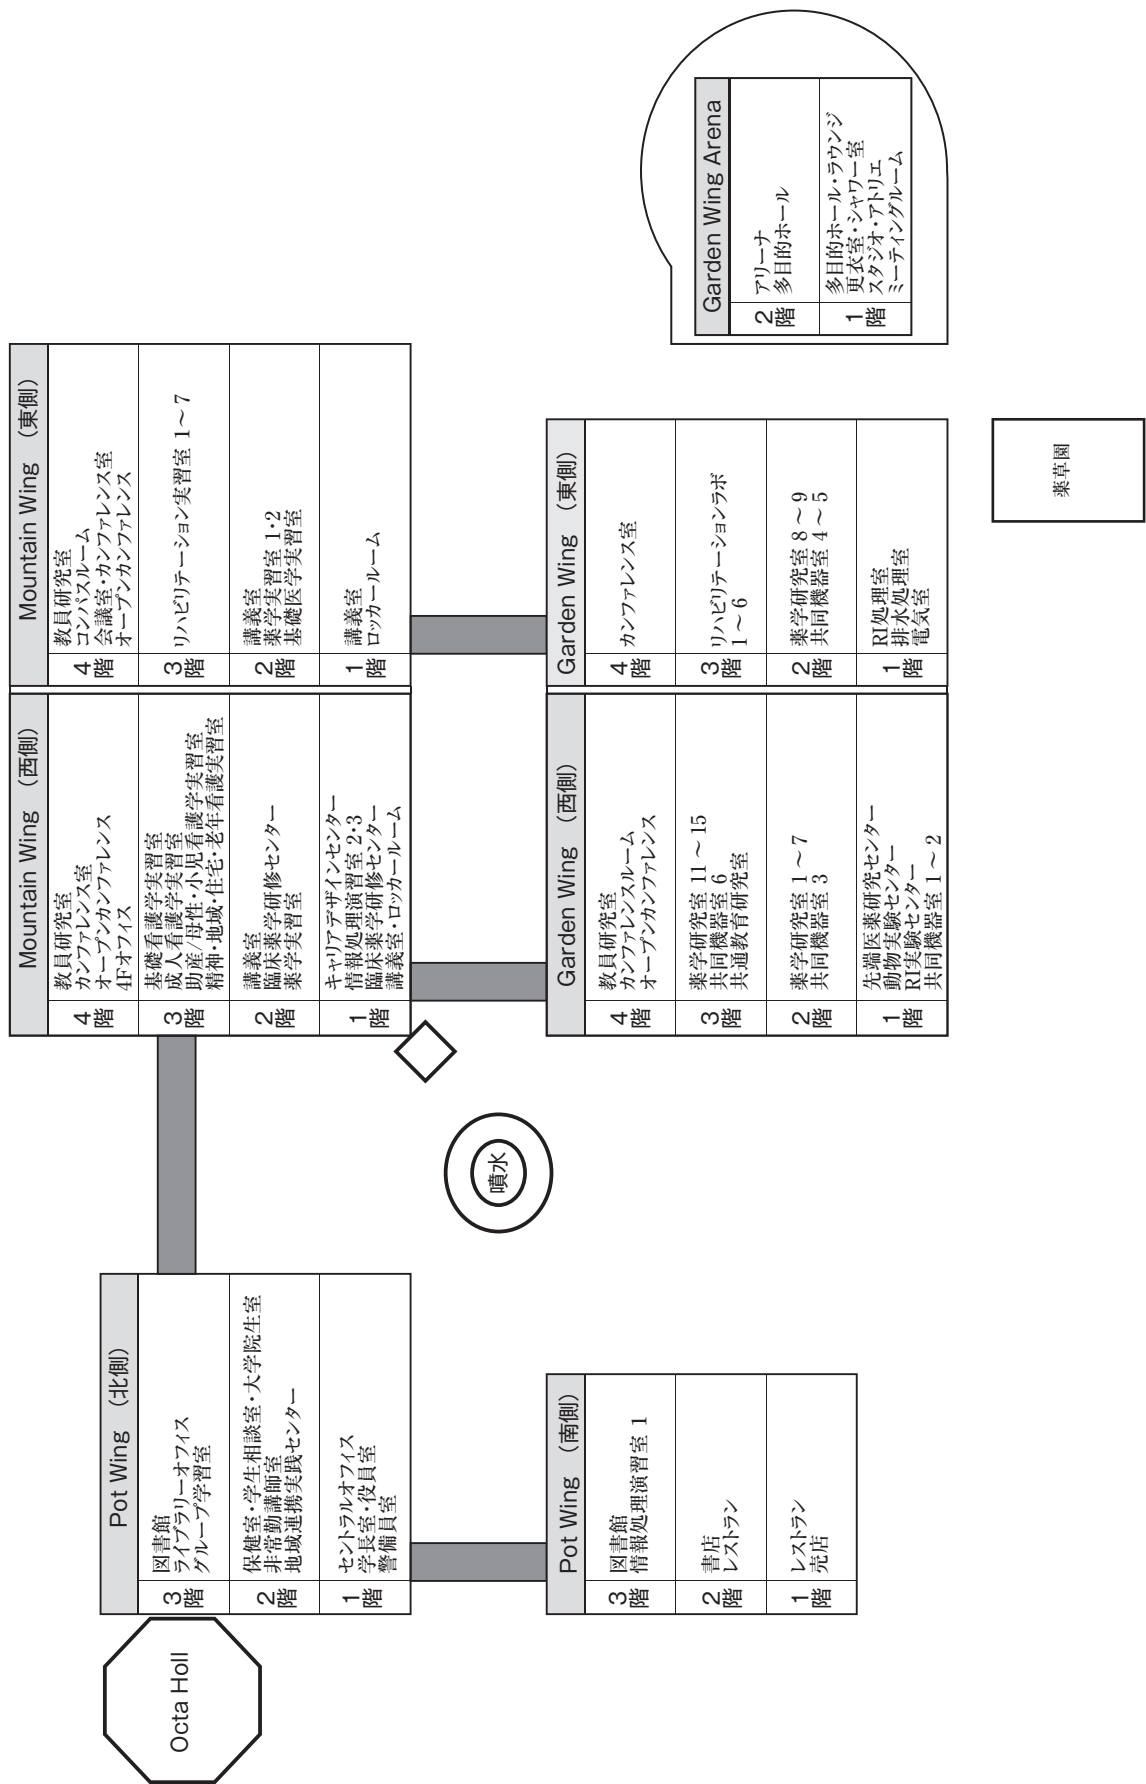 Octa Holl
Pot Wing （北側）
3階
図書館
ライブラリーオフィス
グループ学習室
2階
保健室・学生相談室・大学院生室
非常勤講師室
地域連携実践センター
1階
セントラルオフィス
学長室・役員室
警備員室
Pot Wing （南側）
3階
図書館
情報処理演習室 1
2階
書店
レストラン
1階
レストラン
売店
噴水
Mountain Wing （西側）
4階
教員研究室
カンファレンス室
オープンカンファレンス
4Fオフィス
3階
基礎看護学実習室
成人看護学実習室
助産/母性・小児看護学実習室
精神・地域・住宅・老年看護実習室
2階
講義室
臨床薬学研修センター
薬学実習室
1階
キャリアデザインセンター
情報処理演習室 2・3
臨床薬学研修センター
講義室・ロッカールーム
Mountain Wing （東側）
4階
教員研究室
コンパスルーム
会議室・カンファレンス室
オープンカンファレンス
3階
リハビリテーション実習室 1～7
2階
講義室
薬学実習室 1・2
基礎医学実習室
1階
講義室
ロッカールーム
Garden Wing （西側）
4階
教員研究室
カンファレンスルーム
オープンカンファレンス
3階
薬学研究室 11～15
共同機器室 6
共通教育研究室
2階
薬学研究室 1～7
共同機器室 3
1階
先端医薬研究センター
動物実験センター
RI実験センター
共同機器室 1～2
Garden Wing （東側）
4階
カンファレンス室
3階
リハビリテーションラボ
1～6
2階
薬学研究室 8～9
共同機器室 4～5
1階
RI処理室
排水処理室
電気室
Garden Wing Arena
2階
アリーナ
多目的ホール
1階
多目的ホール・ラウンジ
更衣室・シャワー室
スタジオ・アトリエ
ミーティングルーム
薬草園